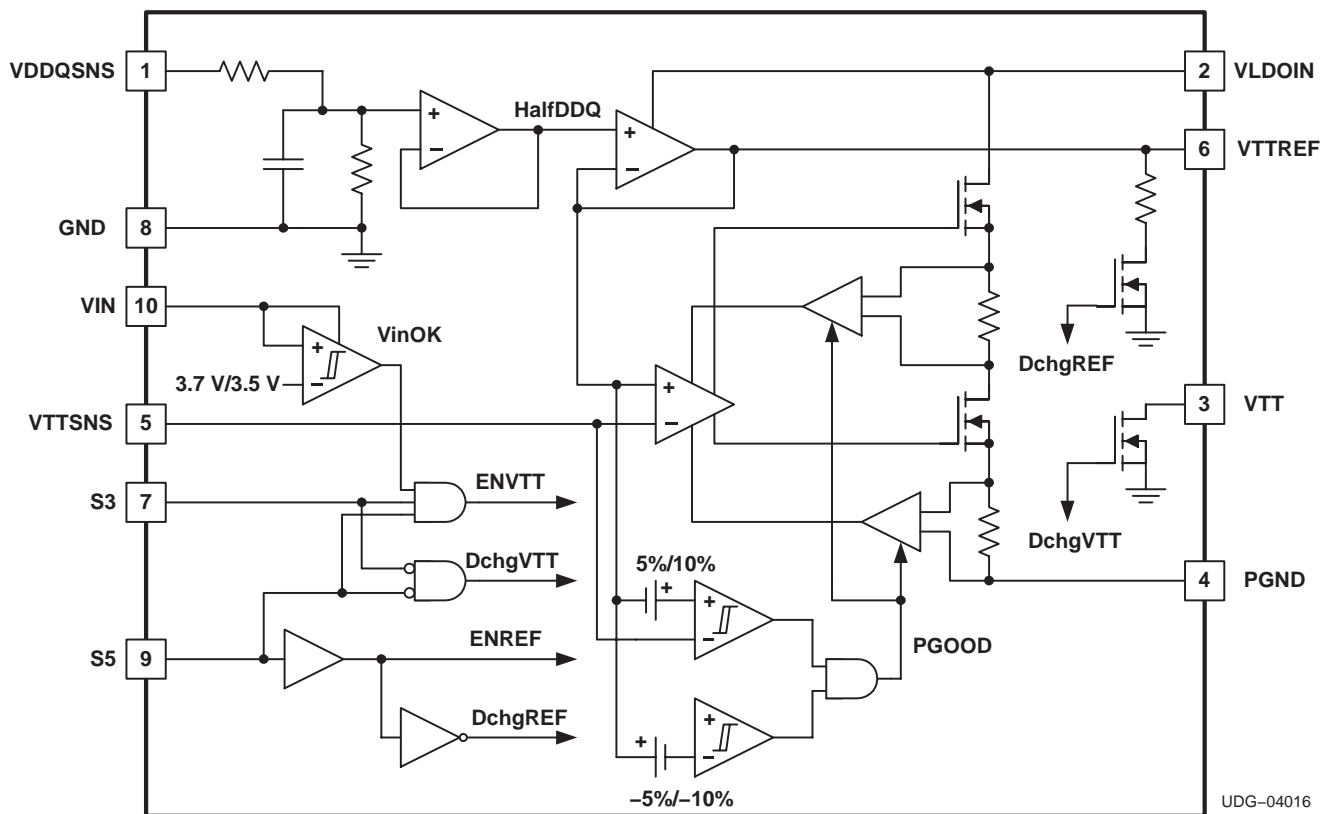 VDDQSNS 1
2 VLDOIN
HalfDDQ
+
−
+
−
6 VTTREF
GND 8
VIN 10
VinOK
+
−
3.7 V/3.5 V
DchgREF
VTTSNS 5
+
−
3 VTT
S3 7
ENVTT
DchgVTT
DchgVTT
5%/10%
+
+
−
4 PGND
S5 9
ENREF
PGOOD
DchgREF
+
+
−
−5%/−10%
UDG−04016